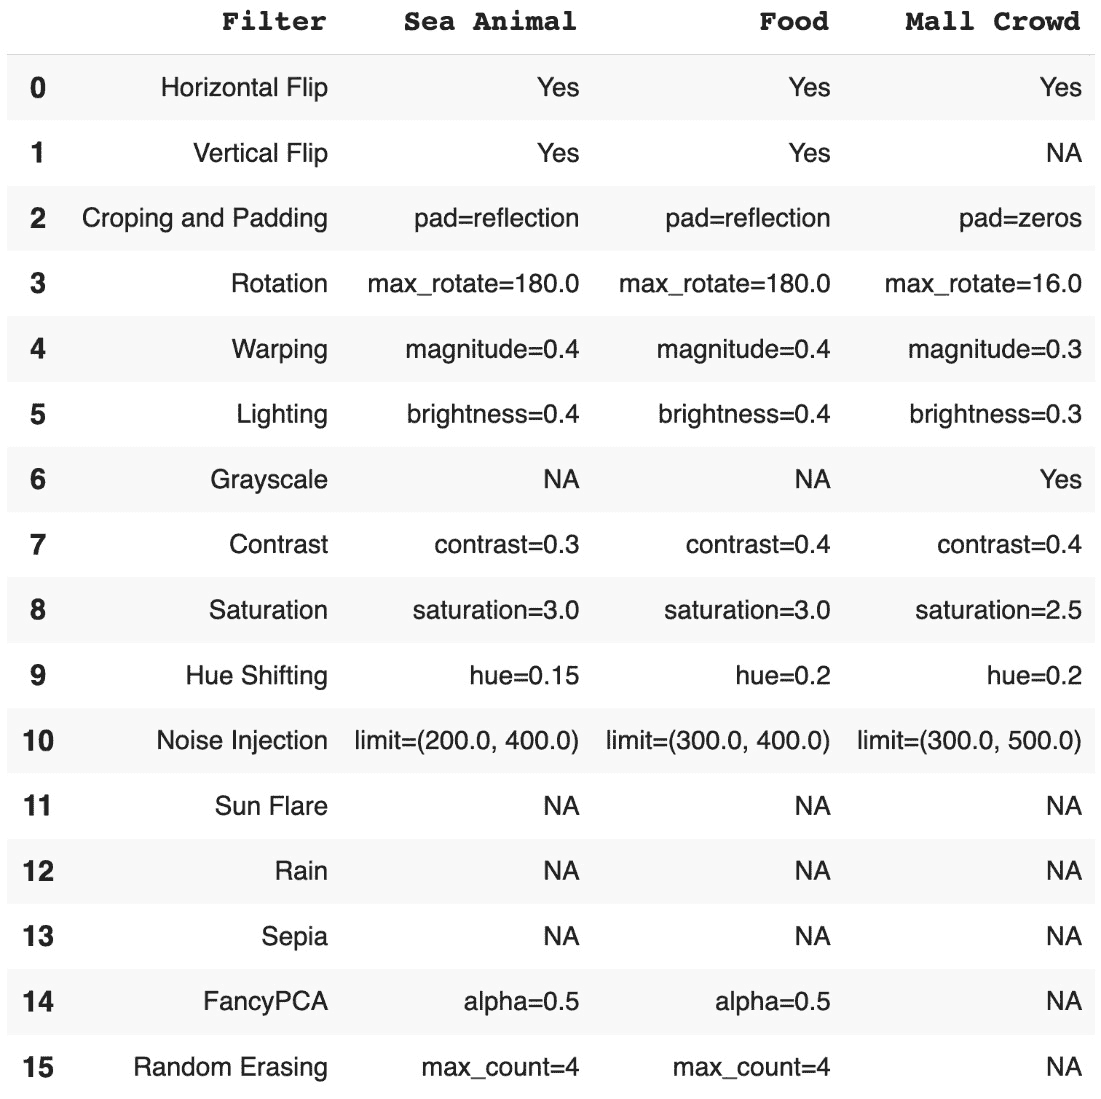 Filter Sea Animal Food Mall Crowd
0 Horizontal Flip Yes Yes Yes
1 Vertical Flip Yes Yes NA
2 Croping and Padding pad=reflection pad=reflection pad=zeros
3 Rotation max_rotate=180.0 max_rotate=180.0 max_rotate=16.0
4 Warping magnitude=0.4 magnitude=0.4 magnitude=0.3
5 Lighting brightness=0.4 brightness=0.4 brightness=0.3
6 Grayscale NA NA Yes
7 Contrast contrast=0.3 contrast=0.4 contrast=0.4
8 Saturation saturation=3.0 saturation=3.0 saturation=2.5
9 Hue Shifting hue=0.15 hue=0.2 hue=0.2
10 Noise Injection limit=(200.0, 400.0) limit=(300.0, 400.0) limit=(300.0, 500.0)
11 Sun Flare NA NA NA
12 Rain NA NA NA
13 Sepia NA NA NA
14 FancyPCA alpha=0.5 alpha=0.5 NA
15 Random Erasing max_count=4 max_count=4 NA